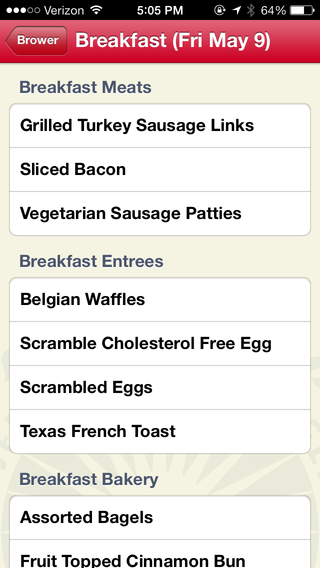 Verizon 5:05 PM 64%
Brower
Breakfast (Fri May 9)
Breakfast Meats
Grilled Turkey Sausage Links
Sliced Bacon
Vegetarian Sausage Patties
Breakfast Entrees
Belgian Waffles
Scramble Cholesterol Free Egg
Scrambled Eggs
Texas French Toast
Breakfast Bakery
Assorted Bagels
Fruit Topped Cinnamon Bun